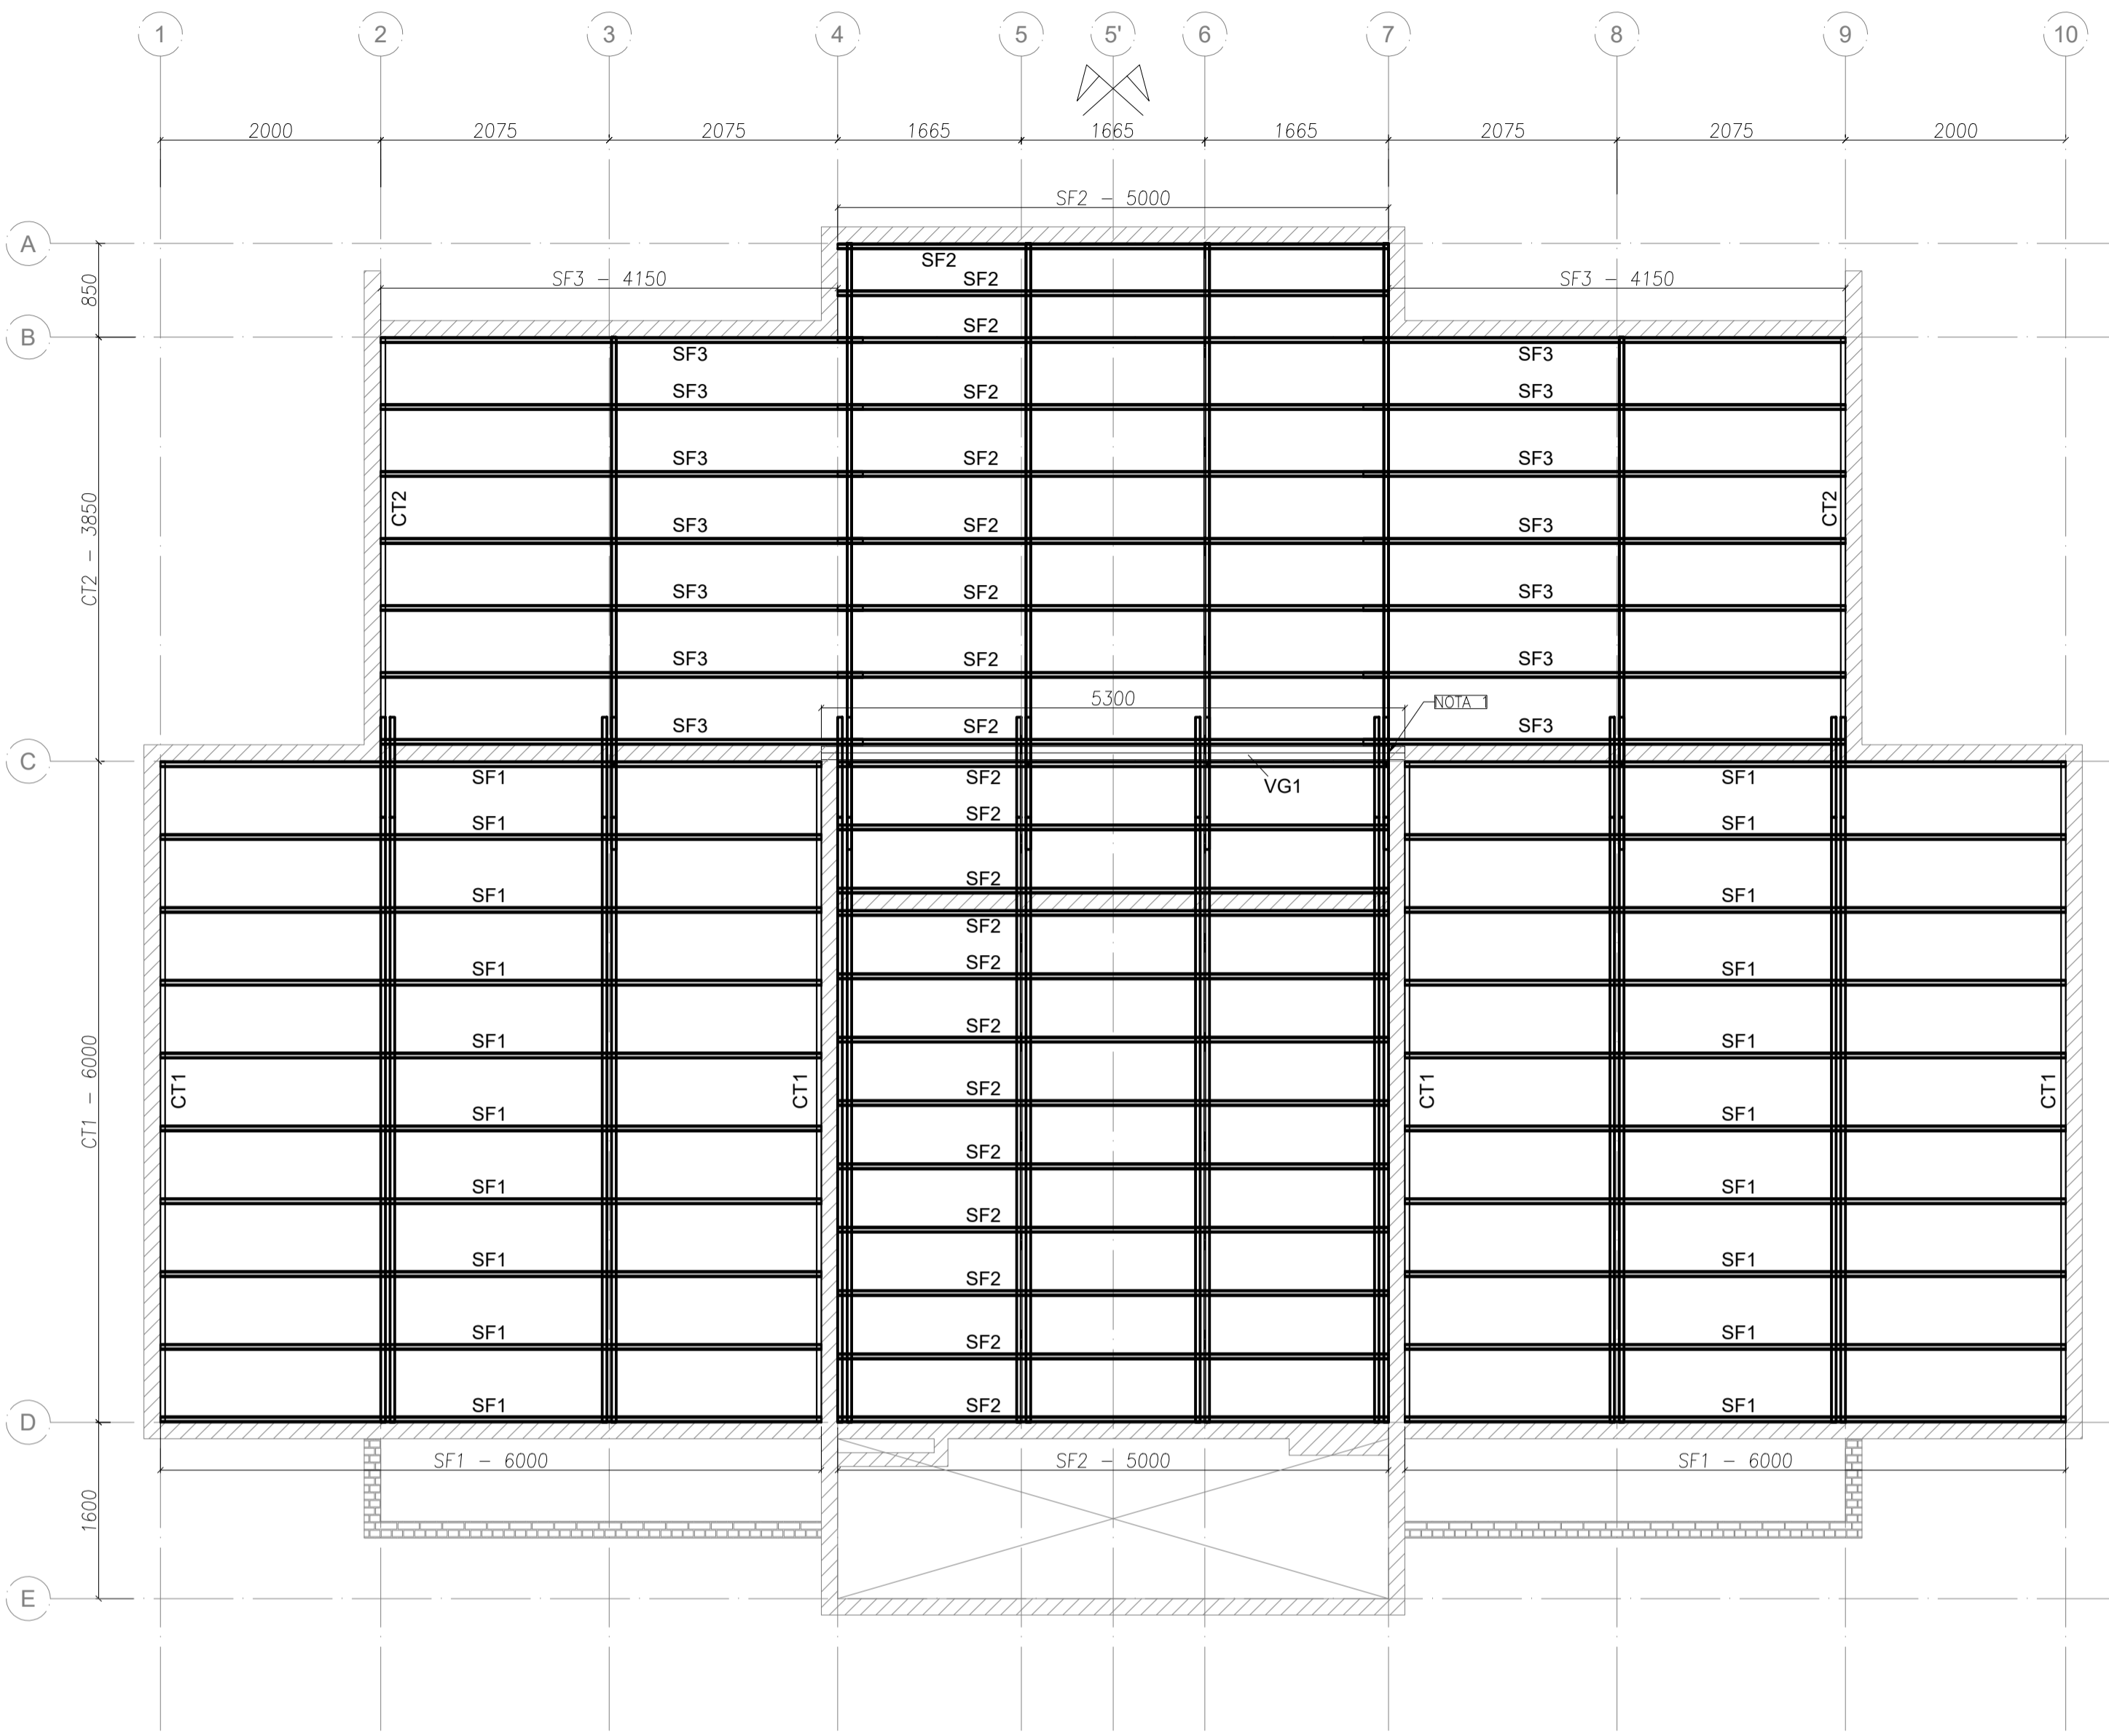 1 2 3 4 5 5' 6 7 8 9 10
2000 2075 2075 1665 1665 1665 2075 2075 2000
SF2 - 5000
A
SF2
850
SF3 - 4150 SF2 SF3 - 4150
B
SF2
SF3 SF3
SF3 SF2 SF3
SF3 SF2 SF3
CT2 CT2
CT2 - 3850
SF3 SF2 SF3
SF3 SF2 SF3
SF3 SF2 SF3
5300 NOTA 1
SF3 SF2 SF3
C
SF1 SF2 VG1 SF1
SF1 SF2 SF1
SF2
SF1 SF1
SF2
SF1 SF2 SF1
SF1 SF2 SF1
CT1 CT1 CT1 CT1
CT1 - 6000
SF2
SF1 SF1
SF2
SF1 SF1
SF2
SF1 SF2 SF1
SF1 SF2 SF1
SF1 SF2 SF1
D
SF1 - 6000 SF2 - 5000 SF1 - 6000
1600
E